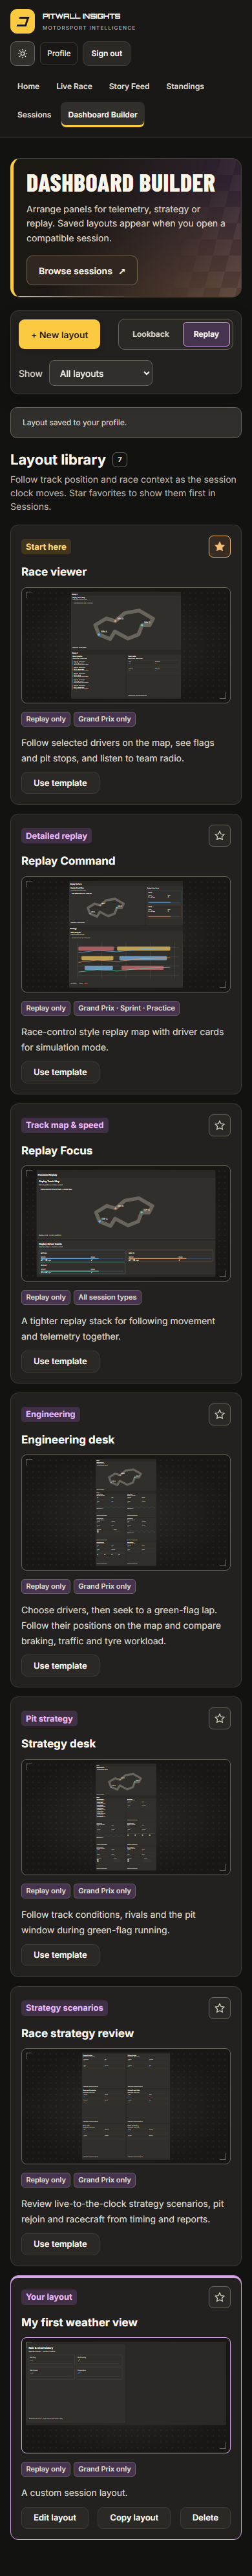 PITWALL INSIGHTS
MOTORSPORT INTELLIGENCE
Profile
Sign out
Home
Live Race
Story Feed
Standings
Sessions
Dashboard Builder
DASHBOARD BUILDER
Arrange panels for telemetry, strategy or
replay. Saved layouts appear when you open a
compatible session.
Browse sessions ↗
+ New layout
Lookback
Replay
Show
All layouts
Layout saved to your profile.
Layout library 7
Follow track position and race context as the session
clock moves. Star favorites to show them first in
Sessions.
Start here
Race viewer
Replay only
Grand Prix only
Follow selected drivers on the map, see flags
and pit stops, and listen to team radio.
Use template
Detailed replay
Replay Command
Replay only
Grand Prix · Sprint · Practice
Race-control style replay map with driver cards
for simulation mode.
Use template
Track map & speed
Replay Focus
Replay only
All session types
A tighter replay stack for following movement
and telemetry together.
Use template
Engineering
Engineering desk
Replay only
Grand Prix only
Choose drivers, then seek to a green-flag lap.
Follow their positions on the map and compare
braking, traffic and tyre workload.
Use template
Pit strategy
Strategy desk
Replay only
Grand Prix only
Follow track conditions, rivals and the pit
window during green-flag running.
Use template
Strategy scenarios
Race strategy review
Replay only
Grand Prix only
Review live-to-the-clock strategy scenarios, pit
rejoin and racecraft from timing and reports.
Use template
Your layout
My first weather view
Replay only
Grand Prix only
A custom session layout.
Edit layout
Copy layout
Delete